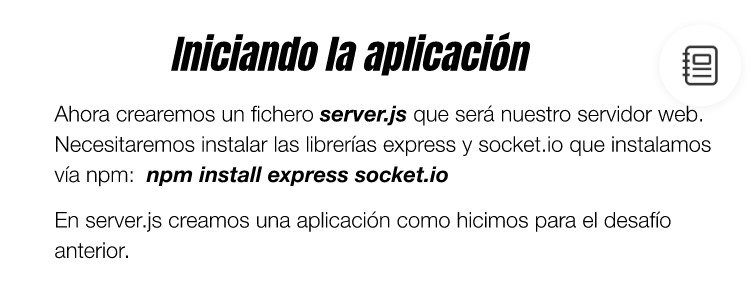 Iniciando la aplicación
Ahora crearemos un fichero server.js que será nuestro servidor web.
Necesitaremos instalar las librerías express y socket.io que instalamos
vía npm: npm install express socket.io
En server.js creamos una aplicación como hicimos para el desafío
anterior.